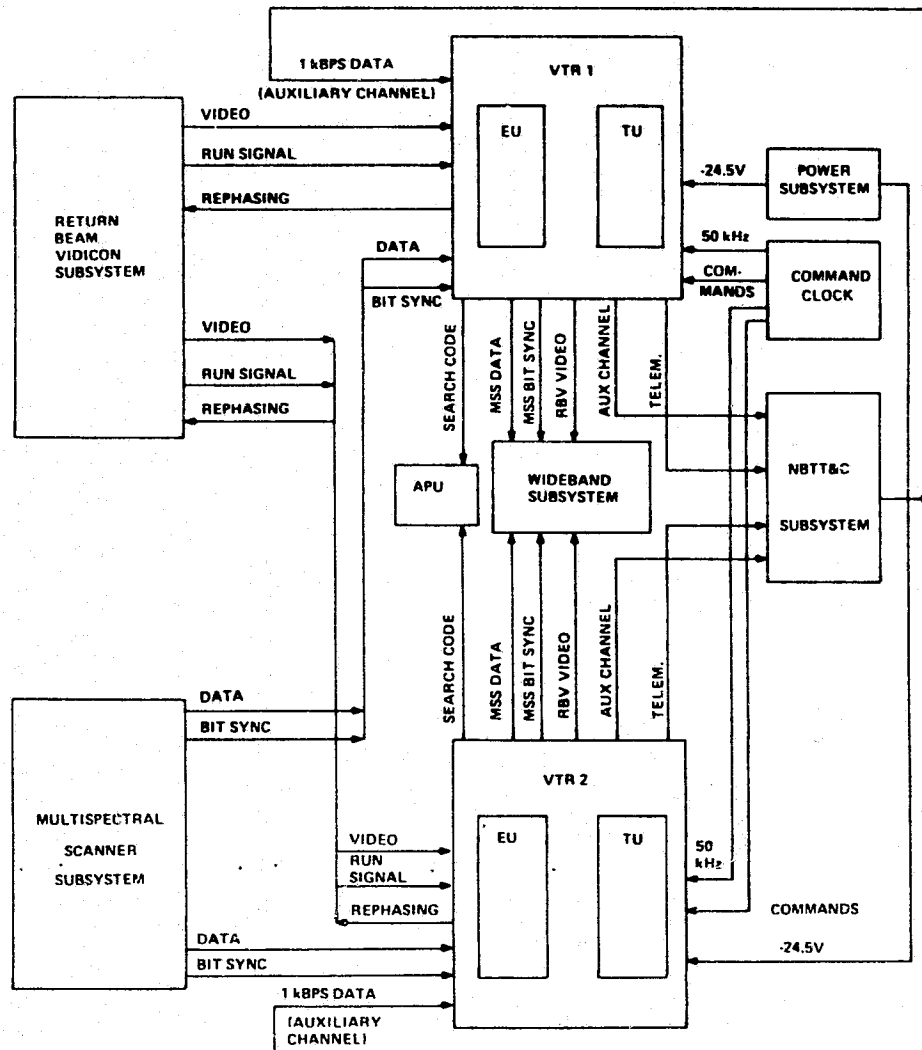 1 kBPS DATA
(AUXILIARY CHANNEL)
VTR 1
EU
TU
VIDEO
RUN SIGNAL
REPHASING
RETURN
BEAM
VIDICON
SUBSYSTEM
DATA
BIT SYNC
-24.5V
POWER
SUBSYSTEM
50 kHz
COM-
MANDS
COMMAND
CLOCK
VIDEO
RUN SIGNAL
REPHASING
SEARCH CODE
MSS DATA
MSS BIT SYNC
RBV VIDEO
AUX CHANNEL
TELEM.
APU
WIDEBAND
SUBSYSTEM
NBTT&C
SUBSYSTEM
SEARCH CODE
MSS DATA
MSS BIT SYNC
RBV VIDEO
AUX CHANNEL
TELEM.
DATA
BIT SYNC
MULTISPECTRAL
SCANNER
SUBSYSTEM
VTR 2
EU
TU
VIDEO
RUN
SIGNAL
REPHASING
DATA
BIT SYNC
50
kHz
COMMANDS
-24.5V
1 kBPS DATA
(AUXILIARY
CHANNEL)